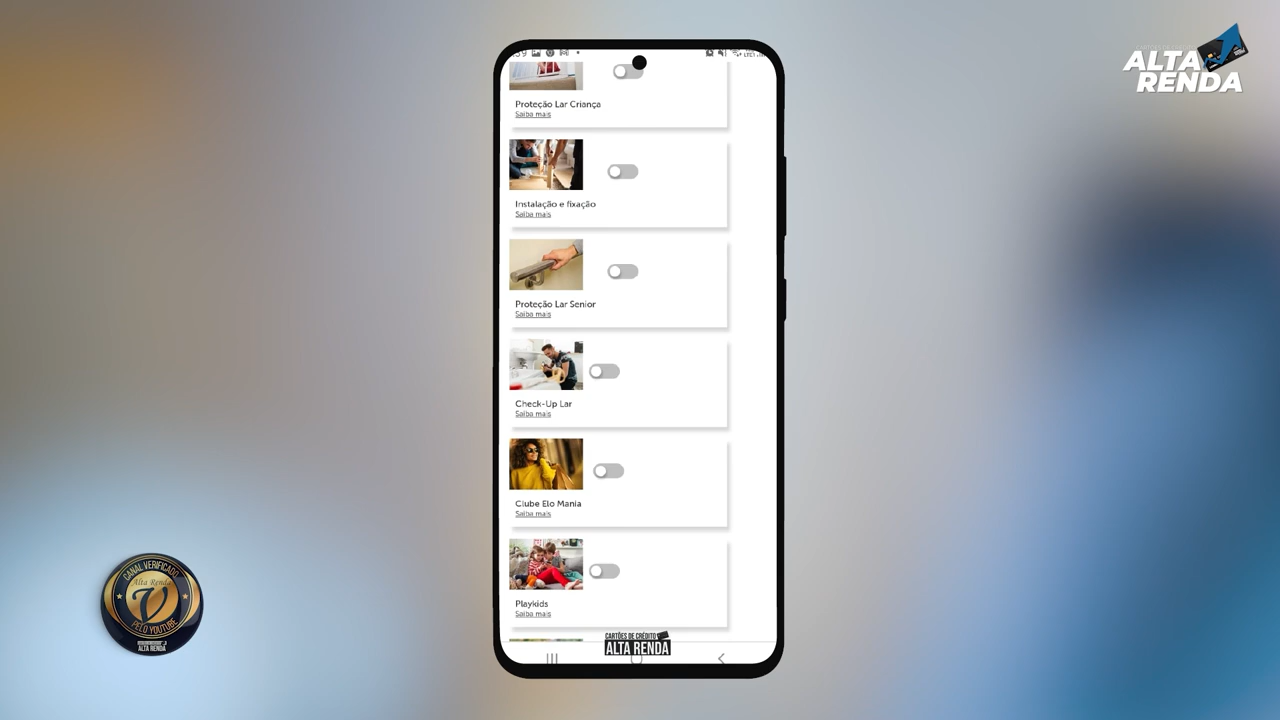 ALTA
RENDA
Proteção Lar Criança
Saiba mais
Instalação e fixação
Saiba mais
Proteção Lar Senior
Saiba mais
Check-Up Lar
Saiba mais
Clube Elo Mania
Saiba mais
Playkids
Saiba mais
CARTÕES DE CRÉDITO
ALTA RENDA
CANAL VERIFICADO
Alta Renda
V
PELO YOUTUBE
ALTA RENDA